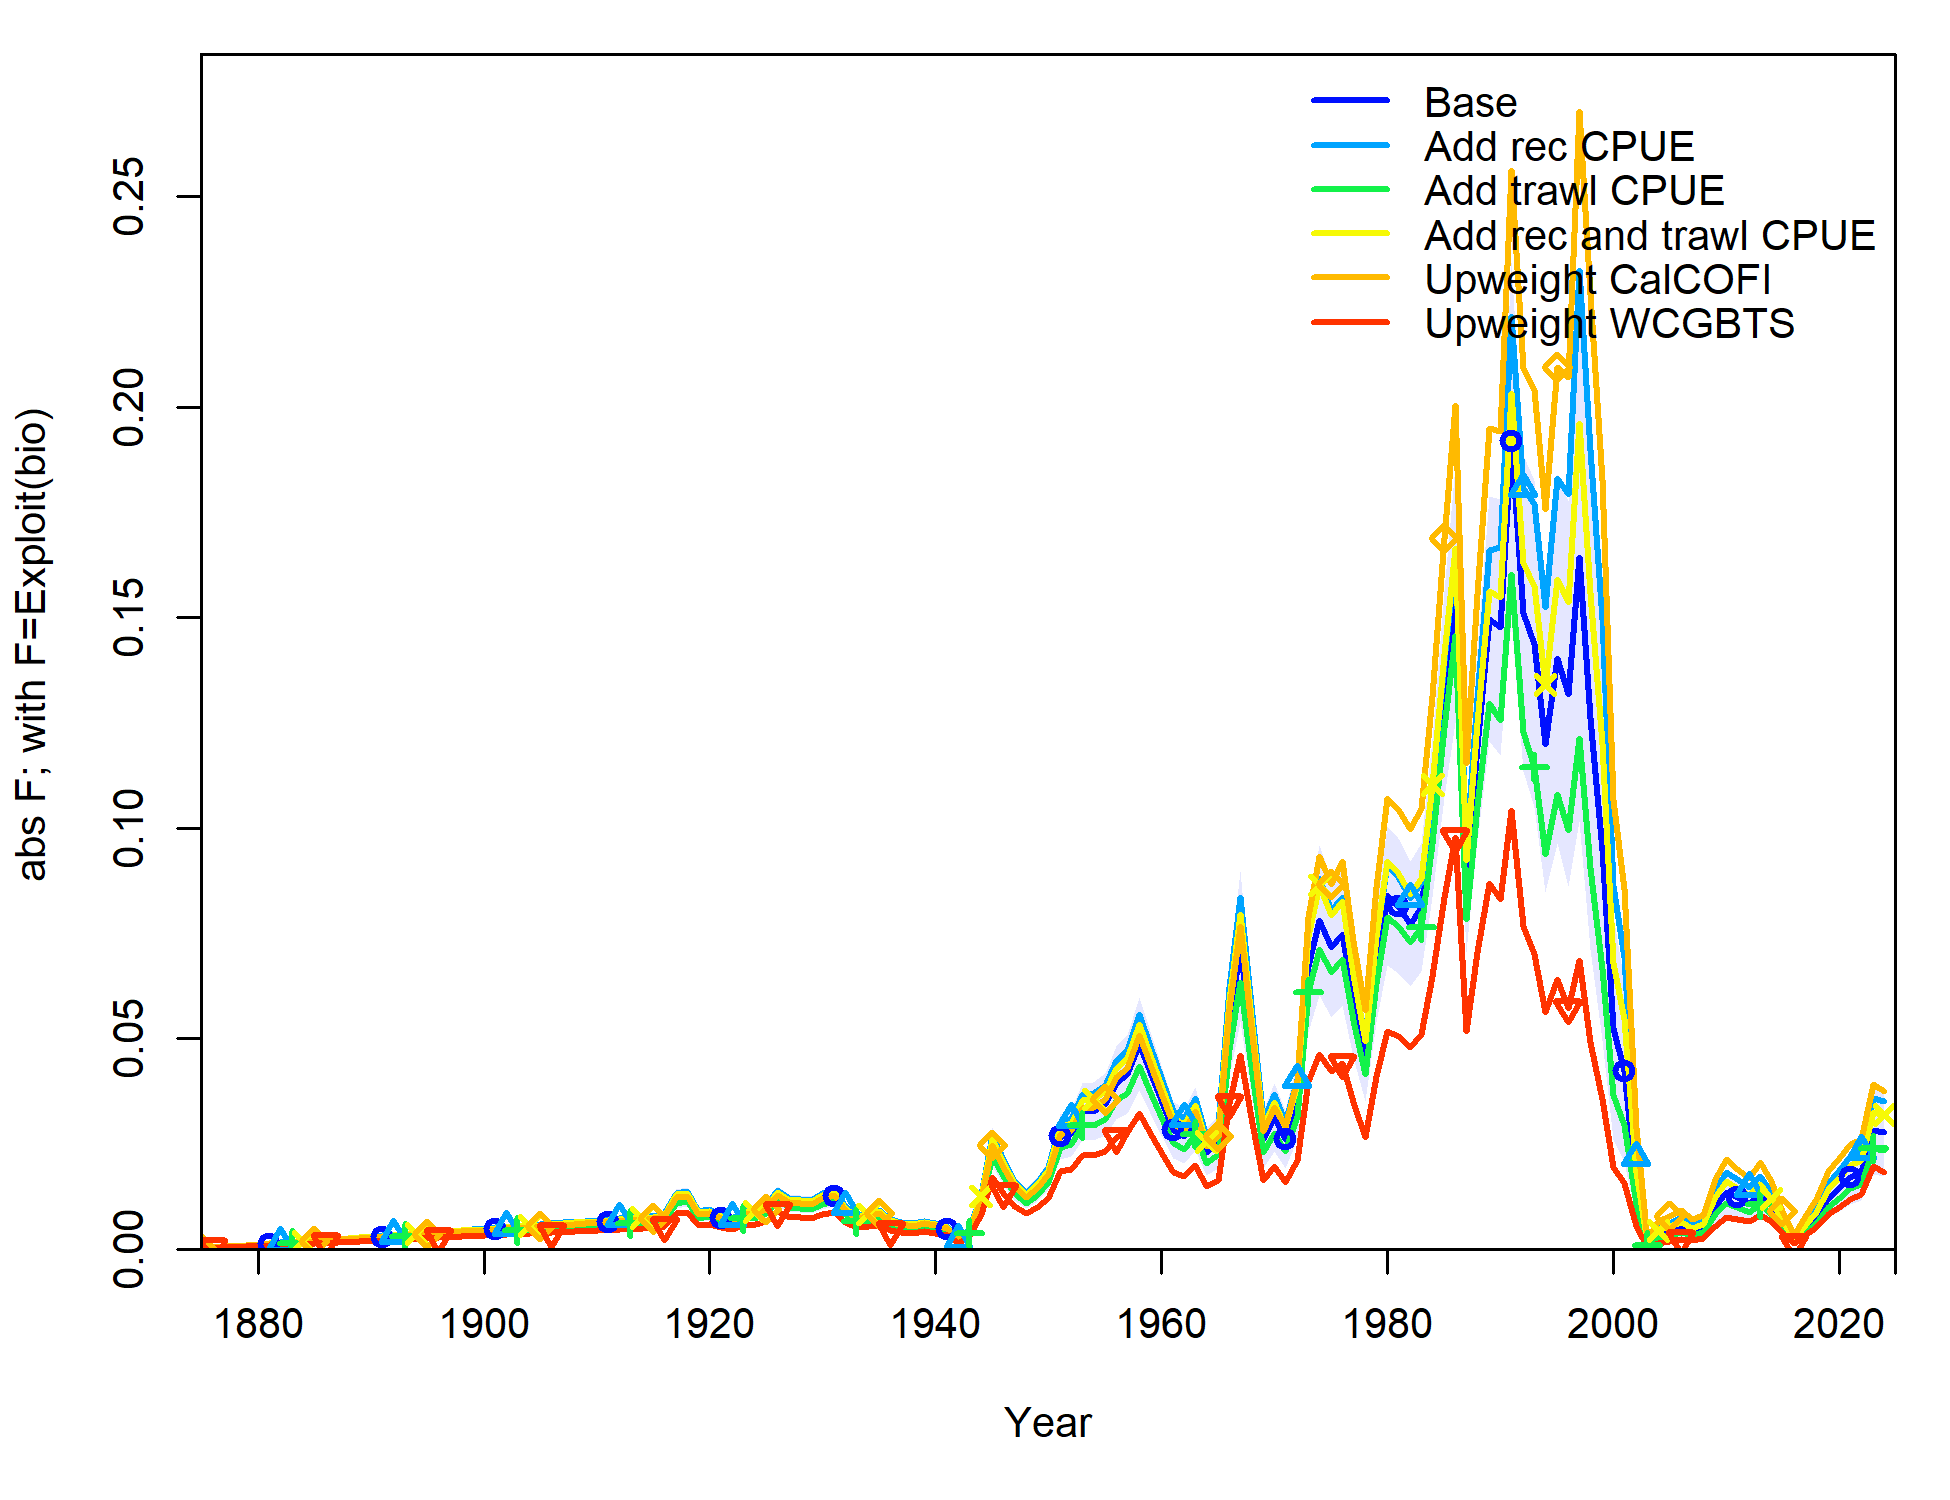 Base
Add rec CPUE
Add trawl CPUE
Add rec and trawl CPUE
Upweight CalCOFI
Upweight WCGBTS
abs F; with F=Exploit(bio)
0.25
0.20
0.15
0.10
0.05
0.00
1880 1900 1920 1940 1960 1980 2000 2020
Year